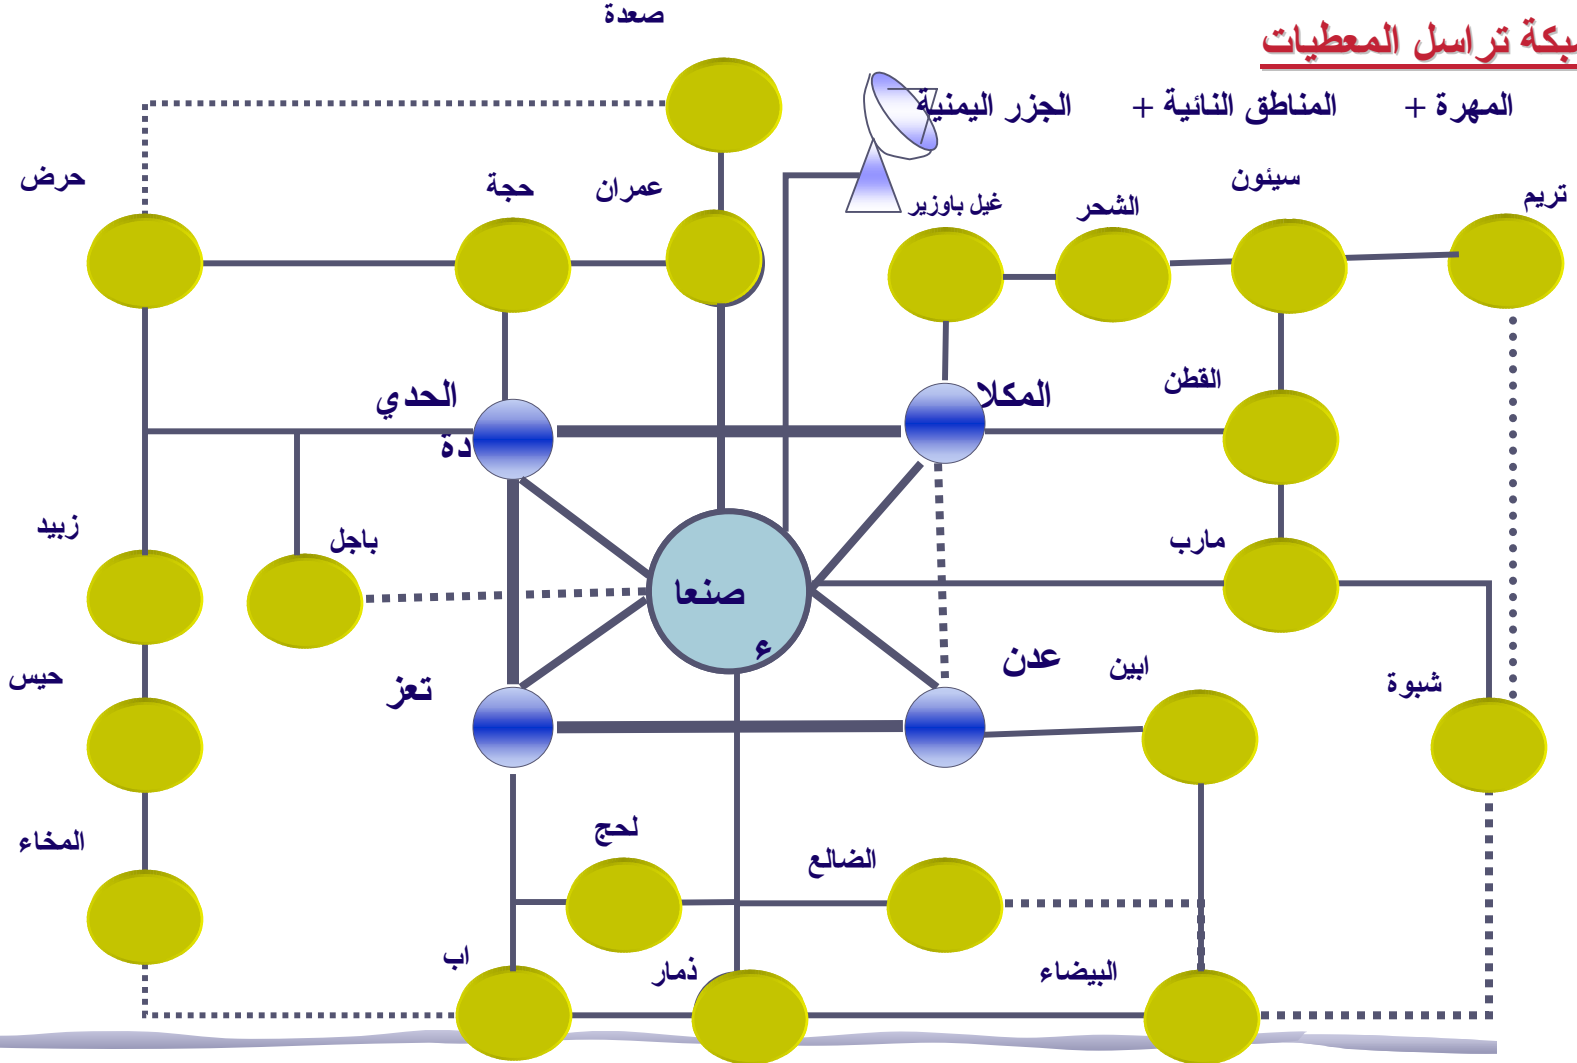 صعدة
شبكة تراسل المعطيات
المهرة + المناطق النائية + الجزر اليمنية
حرض
حجة
عمران
غيل باوزير
الشحر
سيئون
تريم
الحدي
دة
المكلا
القطن
زبيد
باجل
صنعا
ء
مارب
حيس
تعز
عدن
ابين
شبوة
المخاء
لحج
الضالع
اب
ذمار
البيضاء